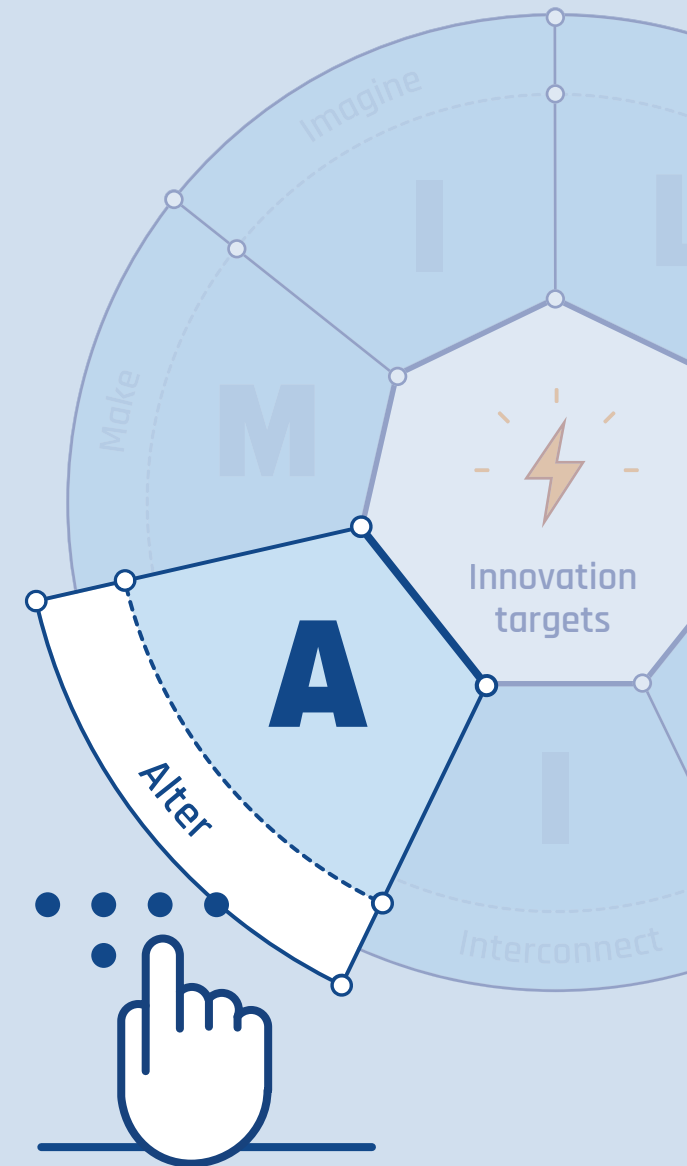 Imagine
I
L
Make
M
Innovation
targets
A
Alter
I
Interconnect